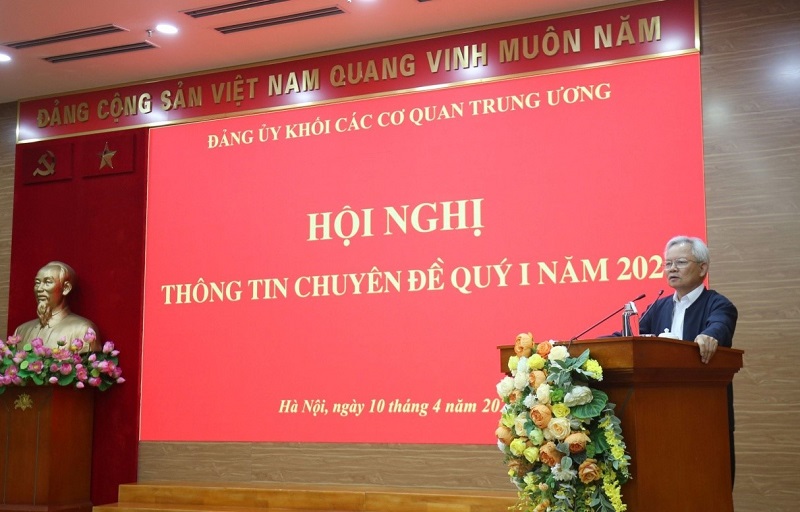 ĐẢNG CỘNG SẢN VIỆT NAM QUANG VINH MUÔN NĂM
ĐẢNG ỦY KHỐI CÁC CƠ QUAN TRUNG ƯƠNG
HỘI NGHỊ
THÔNG TIN CHUYÊN ĐỀ QUÝ I NĂM
Hà Nội, ngày 10 tháng 4 năm